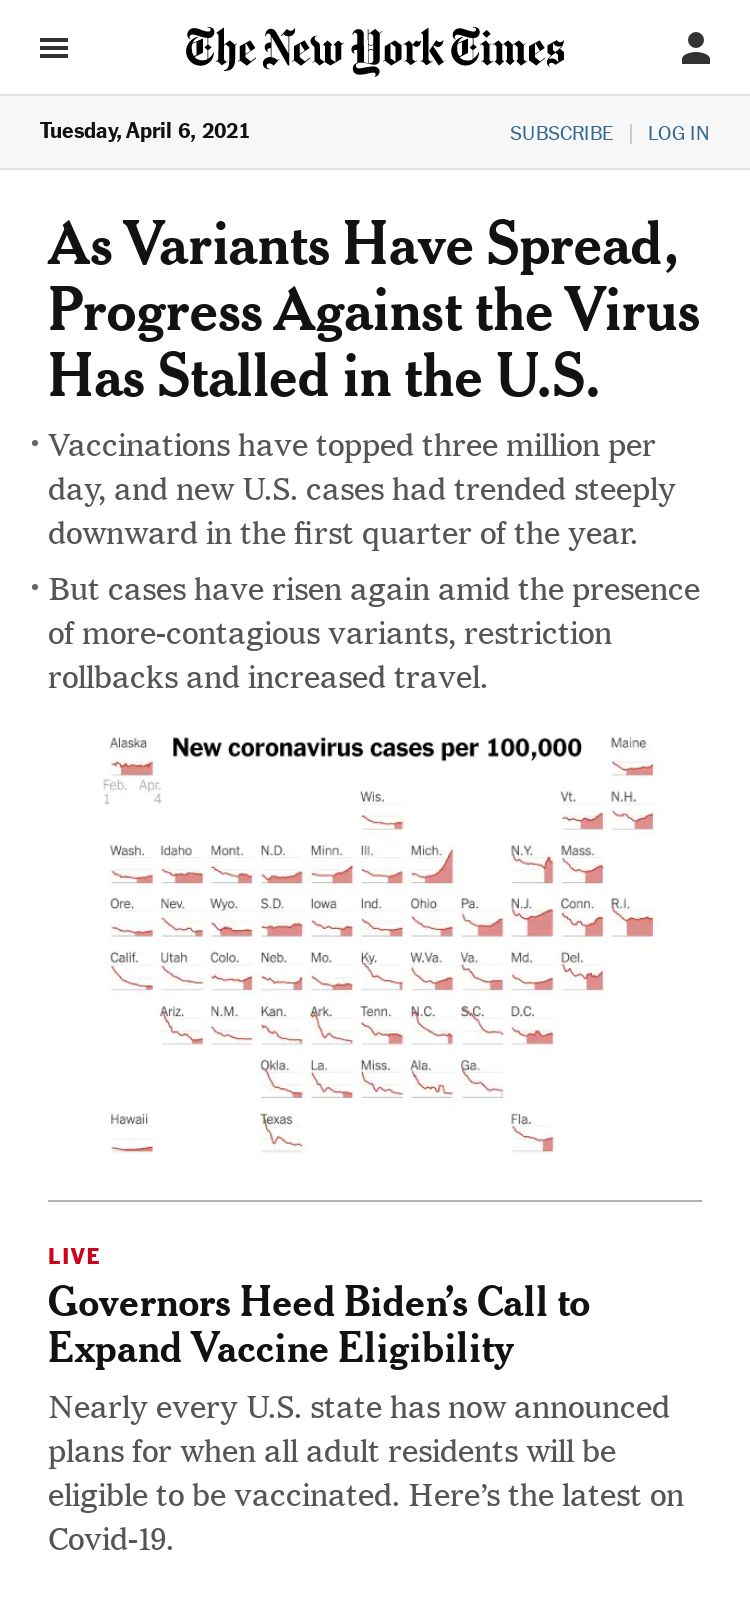 The New York Times
Tuesday, April 6, 2021
SUBSCRIBE | LOG IN
As Variants Have Spread,
Progress Against the Virus
Has Stalled in the U.S.
• Vaccinations have topped three million per
day, and new U.S. cases had trended steeply
downward in the first quarter of the year.
• But cases have risen again amid the presence
of more-contagious variants, restriction
rollbacks and increased travel.
New coronavirus cases per 100,000
Alaska Maine
Feb. Apr.
1 4
Wis. Vt. N.H.
Wash. Idaho Mont. N.D. Minn. Ill. Mich. N.Y. Mass.
Ore. Nev. Wyo. S.D. Iowa Ind. Ohio Pa. N.J. Conn. R.I.
Calif. Utah Colo. Neb. Mo. Ky. W.Va. Va. Md. Del.
Ariz. N.M. Kan. Ark. Tenn. N.C. S.C. D.C.
Okla. La. Miss. Ala. Ga.
Hawaii Texas Fla.
LIVE
Governors Heed Biden’s Call to
Expand Vaccine Eligibility
Nearly every U.S. state has now announced
plans for when all adult residents will be
eligible to be vaccinated. Here’s the latest on
Covid-19.